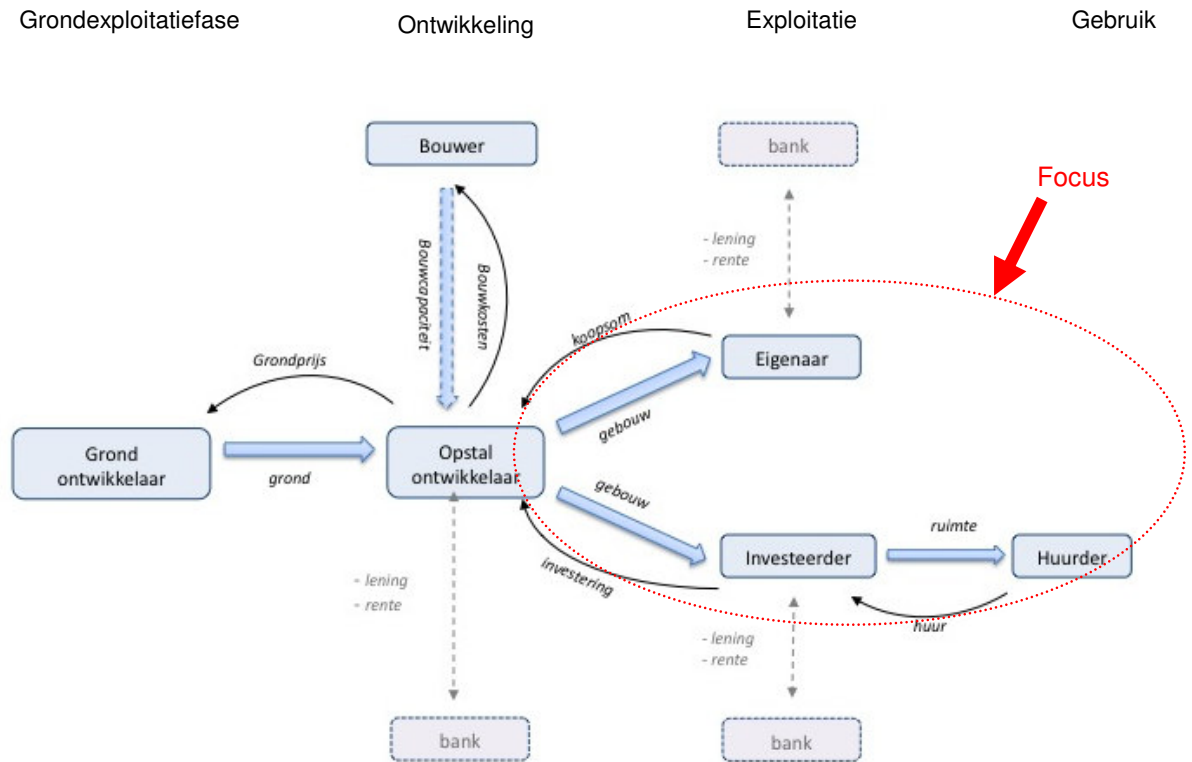 Grondexploitatiefase
Ontwikkeling
Exploitatie
Gebruik
Bouwer
bank
Focus
- lening
- rente
Bouwcapaciteit
Bouwkosten
koopsom
Eigenaar
Grondprijs
gebouw
Grond
ontwikkelaar
grond
Opstal
ontwikkelaar
gebouw
ruimte
Investeerder
Huurder
investering
huur
- lening
- rente
- lening
- rente
bank
bank